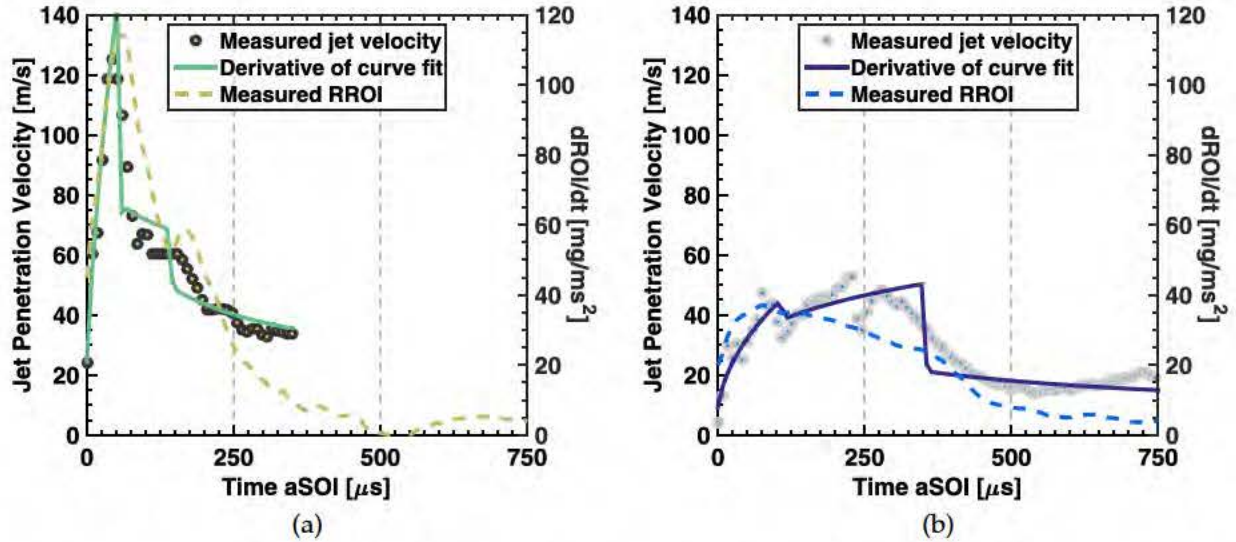 140
120
100
80
60
40
20
0
Jet Penetration Velocity [m/s]
Measured jet velocity
Derivative of curve fit
Measured RROI
120
100
80
60
40
20
0
dROI/dt [mg/ms²]
0 250 500 750
Time aSOI [μs]
(a)
140
120
100
80
60
40
20
0
Jet Penetration Velocity [m/s]
Measured jet velocity
Derivative of curve fit
Measured RROI
120
100
80
60
40
20
0
dROI/dt [mg/ms²]
0 250 500 750
Time aSOI [μs]
(b)